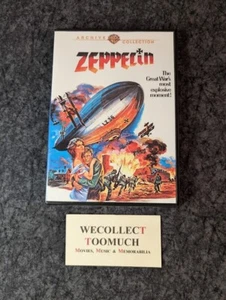 ARCHIVE COLLECTION
ZEPPELIN
The
Great War's
most
explosive
moment!
WECOLLECT
TOOMUCH
MOVIES, MUSIC & MEMORABILIA